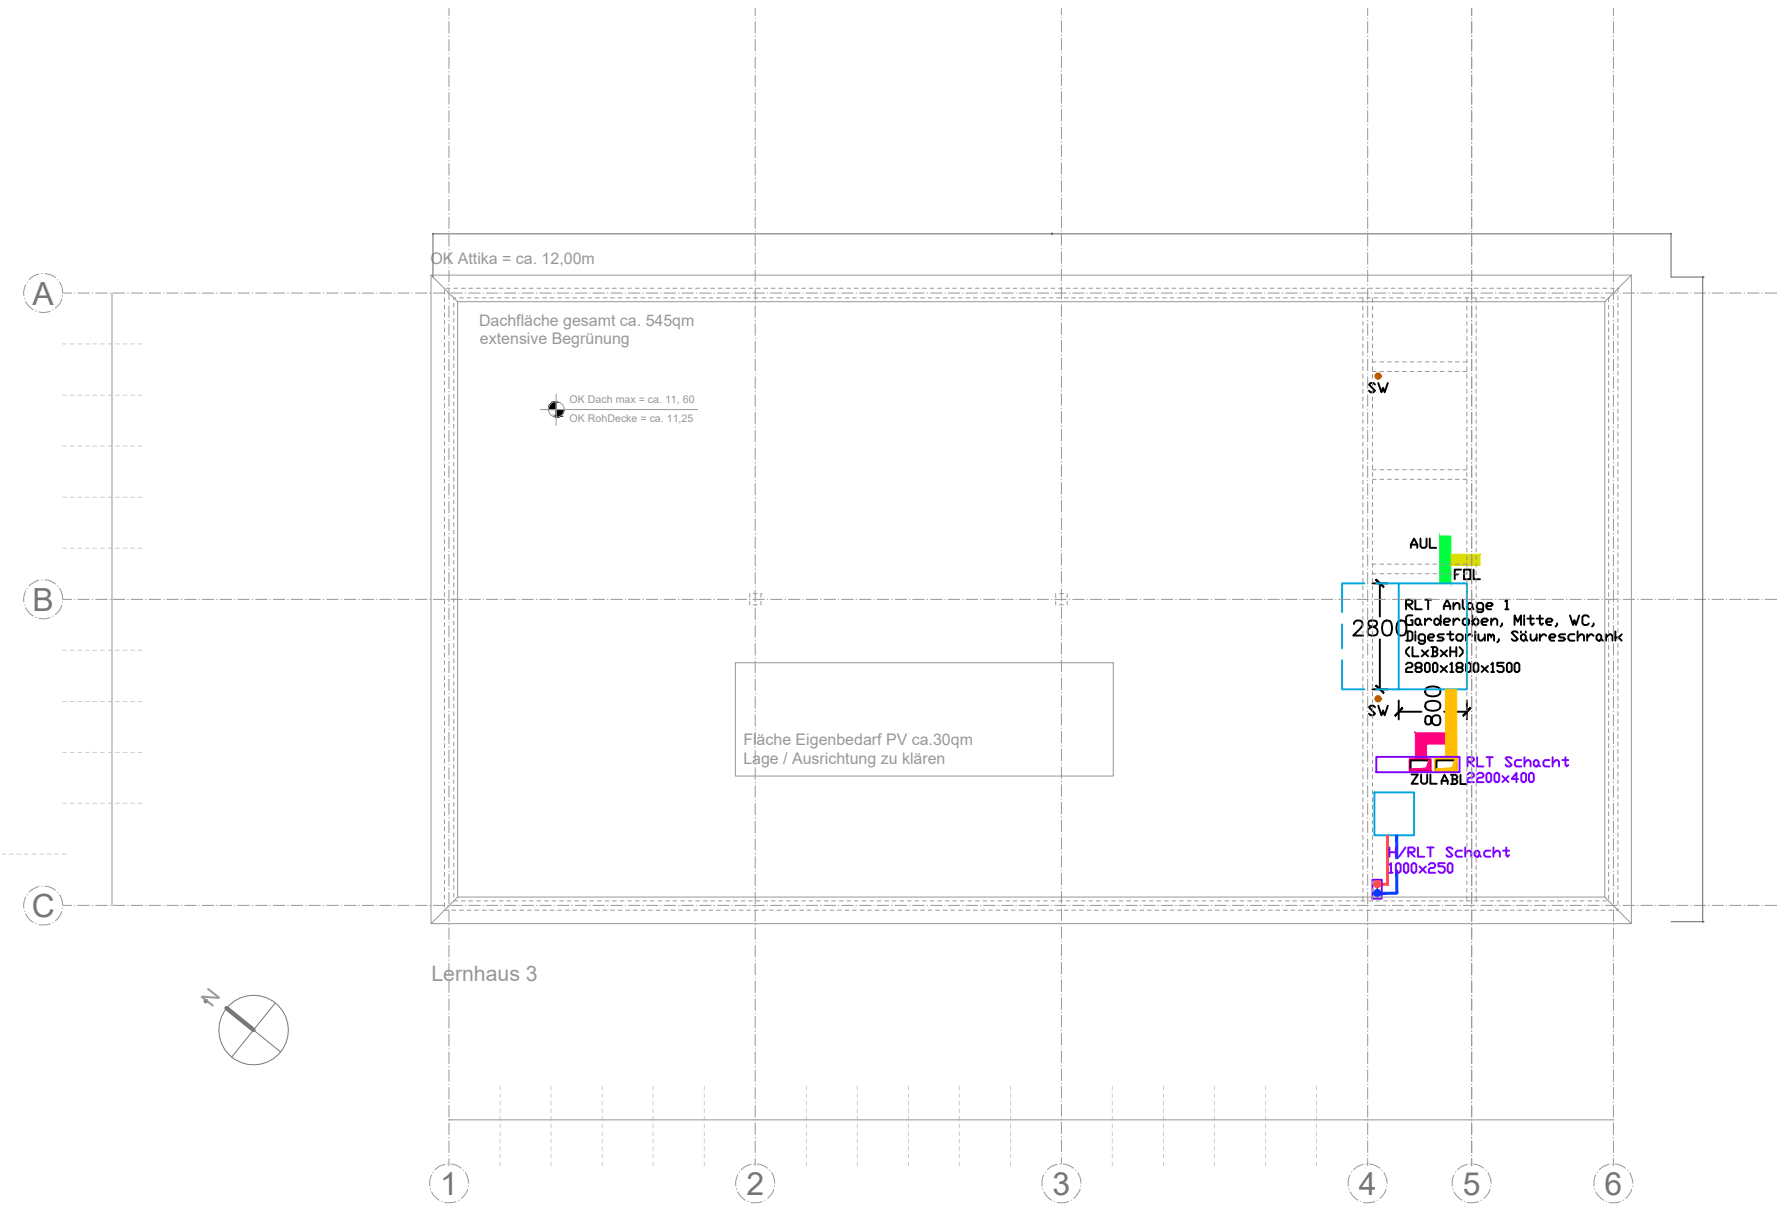 OK Attika = ca. 12,00m
A
Dachfläche gesamt ca. 545qm
extensive Begrünung
SW
OK Dach max = ca. 11, 60
OK RohDecke = ca. 11,25
AUL
FOL
B
RLT Anlage 1
Garderoben, Mitte, WC,
Digestorium, Säureschrank
(LxBxH)
2800x1800x1500
2800
800
SW
Fläche Eigenbedarf PV ca.30qm
Lage / Ausrichtung zu klären
RLT Schacht
2200x400
ZUL ABL
H/RLT Schacht
1000x250
C
Lernhaus 3
N
1 2 3 4 5 6